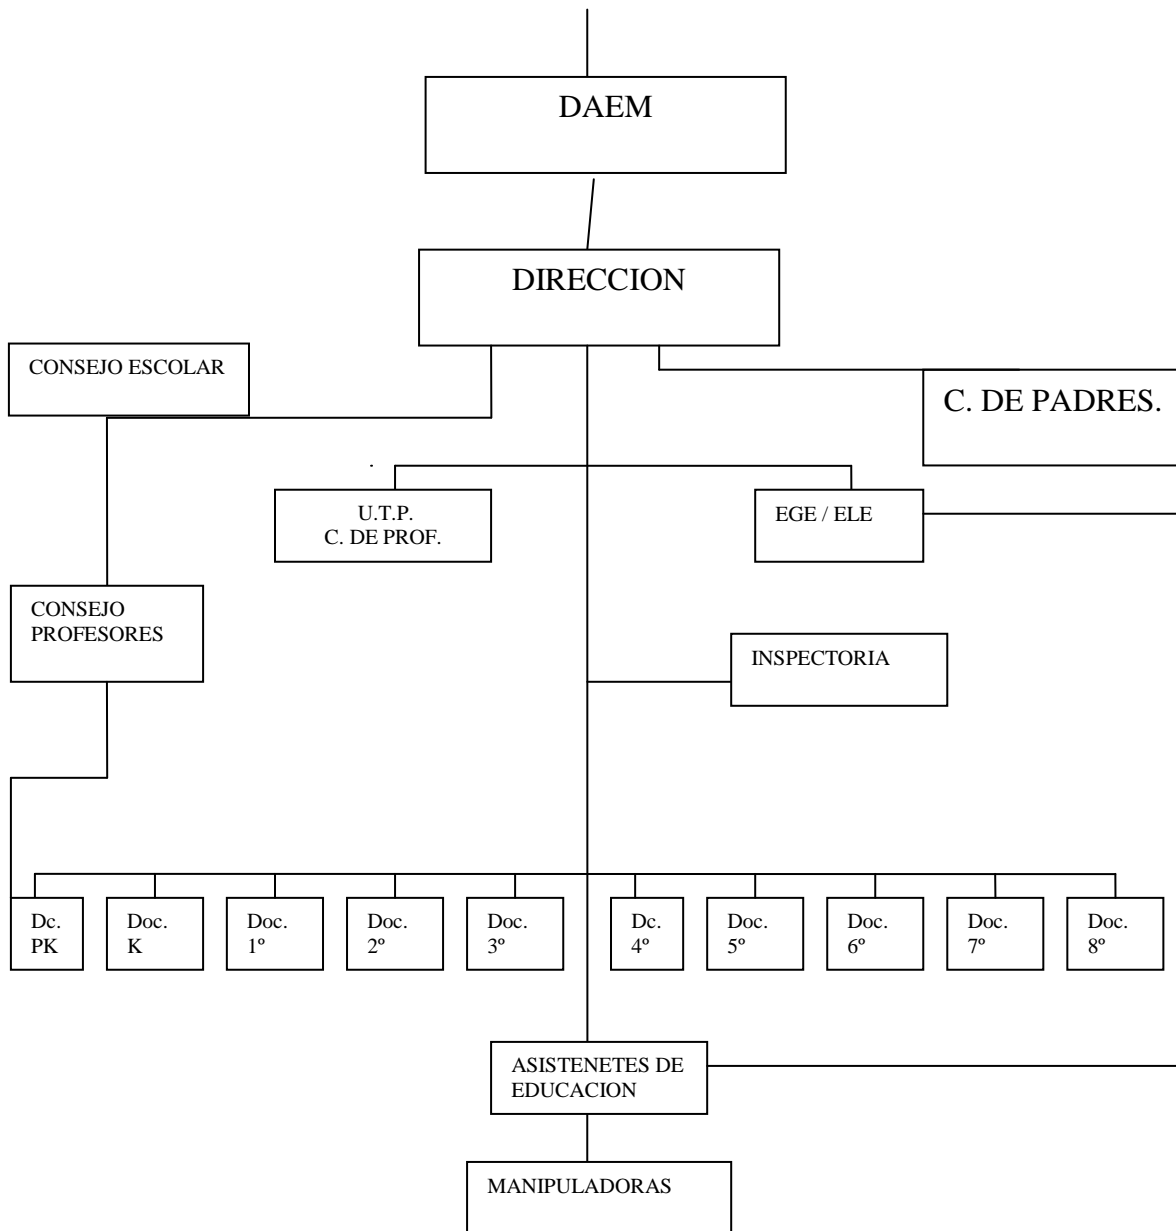 DAEM
DIRECCION
CONSEJO ESCOLAR
C. DE PADRES.
U.T.P.
C. DE PROF.
EGE / ELE
CONSEJO
PROFESORES
INSPECTORIA
Dc.
PK
Doc.
K
Doc.
1º
Doc.
2º
Doc.
3º
Dc.
4º
Doc.
5º
Doc.
6º
Doc.
7º
Doc.
8º
ASISTENETES DE
EDUCACION
MANIPULADORAS